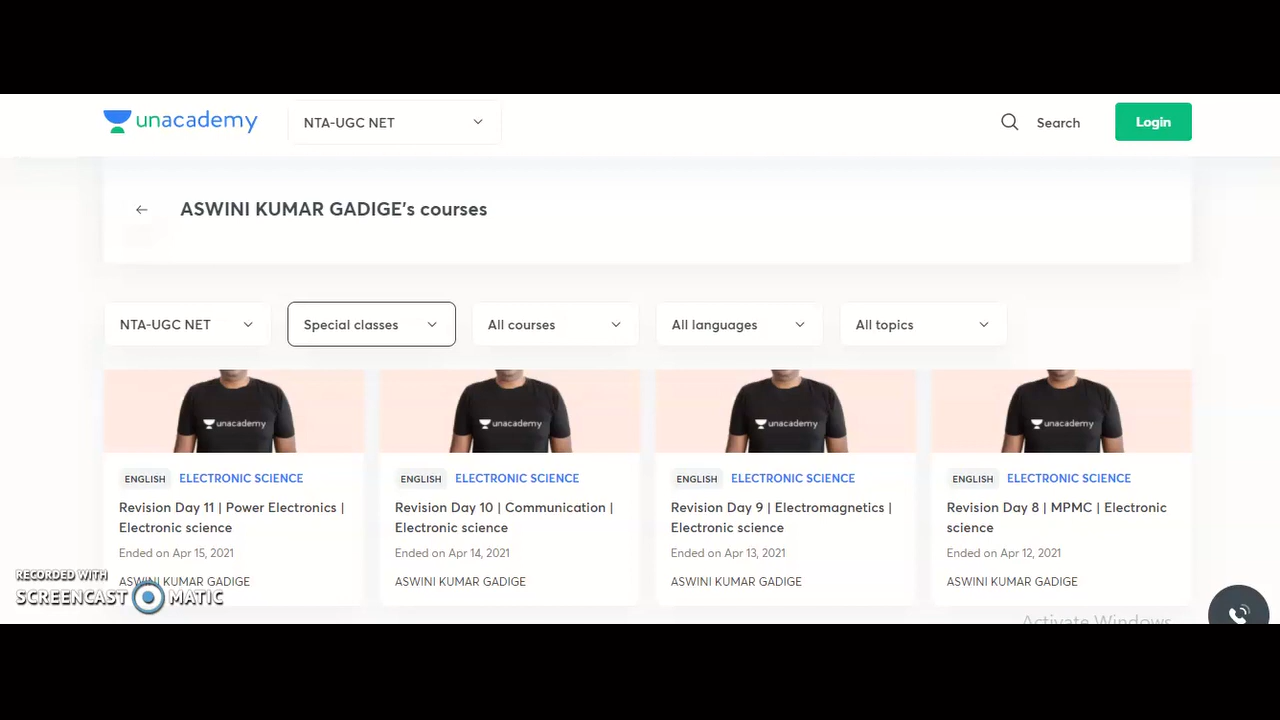 unacademy
NTA-UGC NET
Search
Login
ASWINI KUMAR GADIGE's courses
NTA-UGC NET
Special classes
All courses
All languages
All topics
unacademy
unacademy
unacademy
unacademy
ENGLISH ELECTRONIC SCIENCE
Revision Day 11 | Power Electronics |
Electronic science
Ended on Apr 15, 2021
ASWINI KUMAR GADIGE
ENGLISH ELECTRONIC SCIENCE
Revision Day 10 | Communication |
Electronic science
Ended on Apr 14, 2021
ASWINI KUMAR GADIGE
ENGLISH ELECTRONIC SCIENCE
Revision Day 9 | Electromagnetics |
Electronic science
Ended on Apr 13, 2021
ASWINI KUMAR GADIGE
ENGLISH ELECTRONIC SCIENCE
Revision Day 8 | MPMC | Electronic
science
Ended on Apr 12, 2021
ASWINI KUMAR GADIGE
RECORDED WITH
SCREENCAST MATIC
Activate Windows